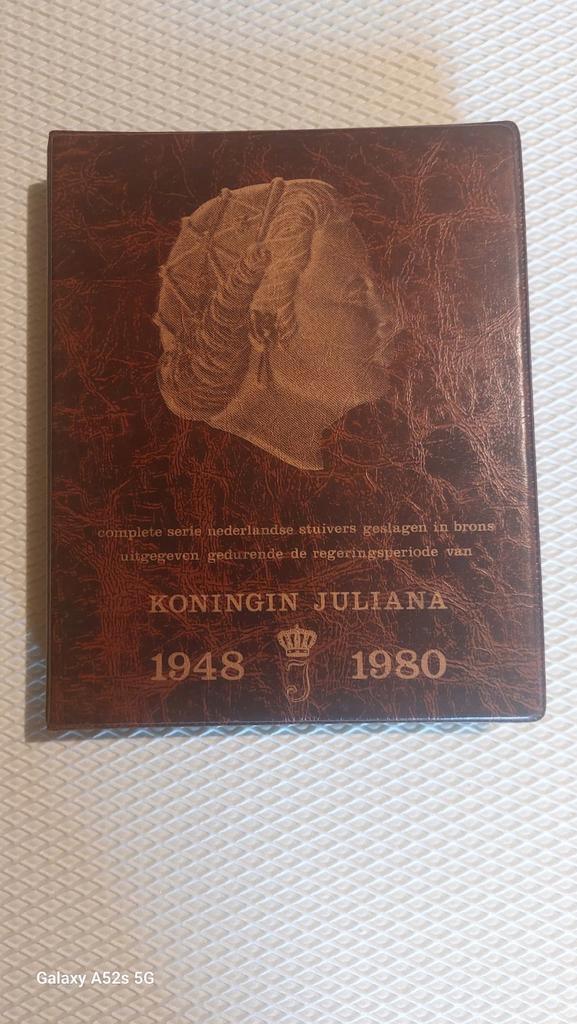 complete serie nederlandse stuivers geslagen in brons
uitgegeven gedurende de regeringsperiode van
KONINGIN JULIANA
1948 J 1980
Galaxy A52s 5G